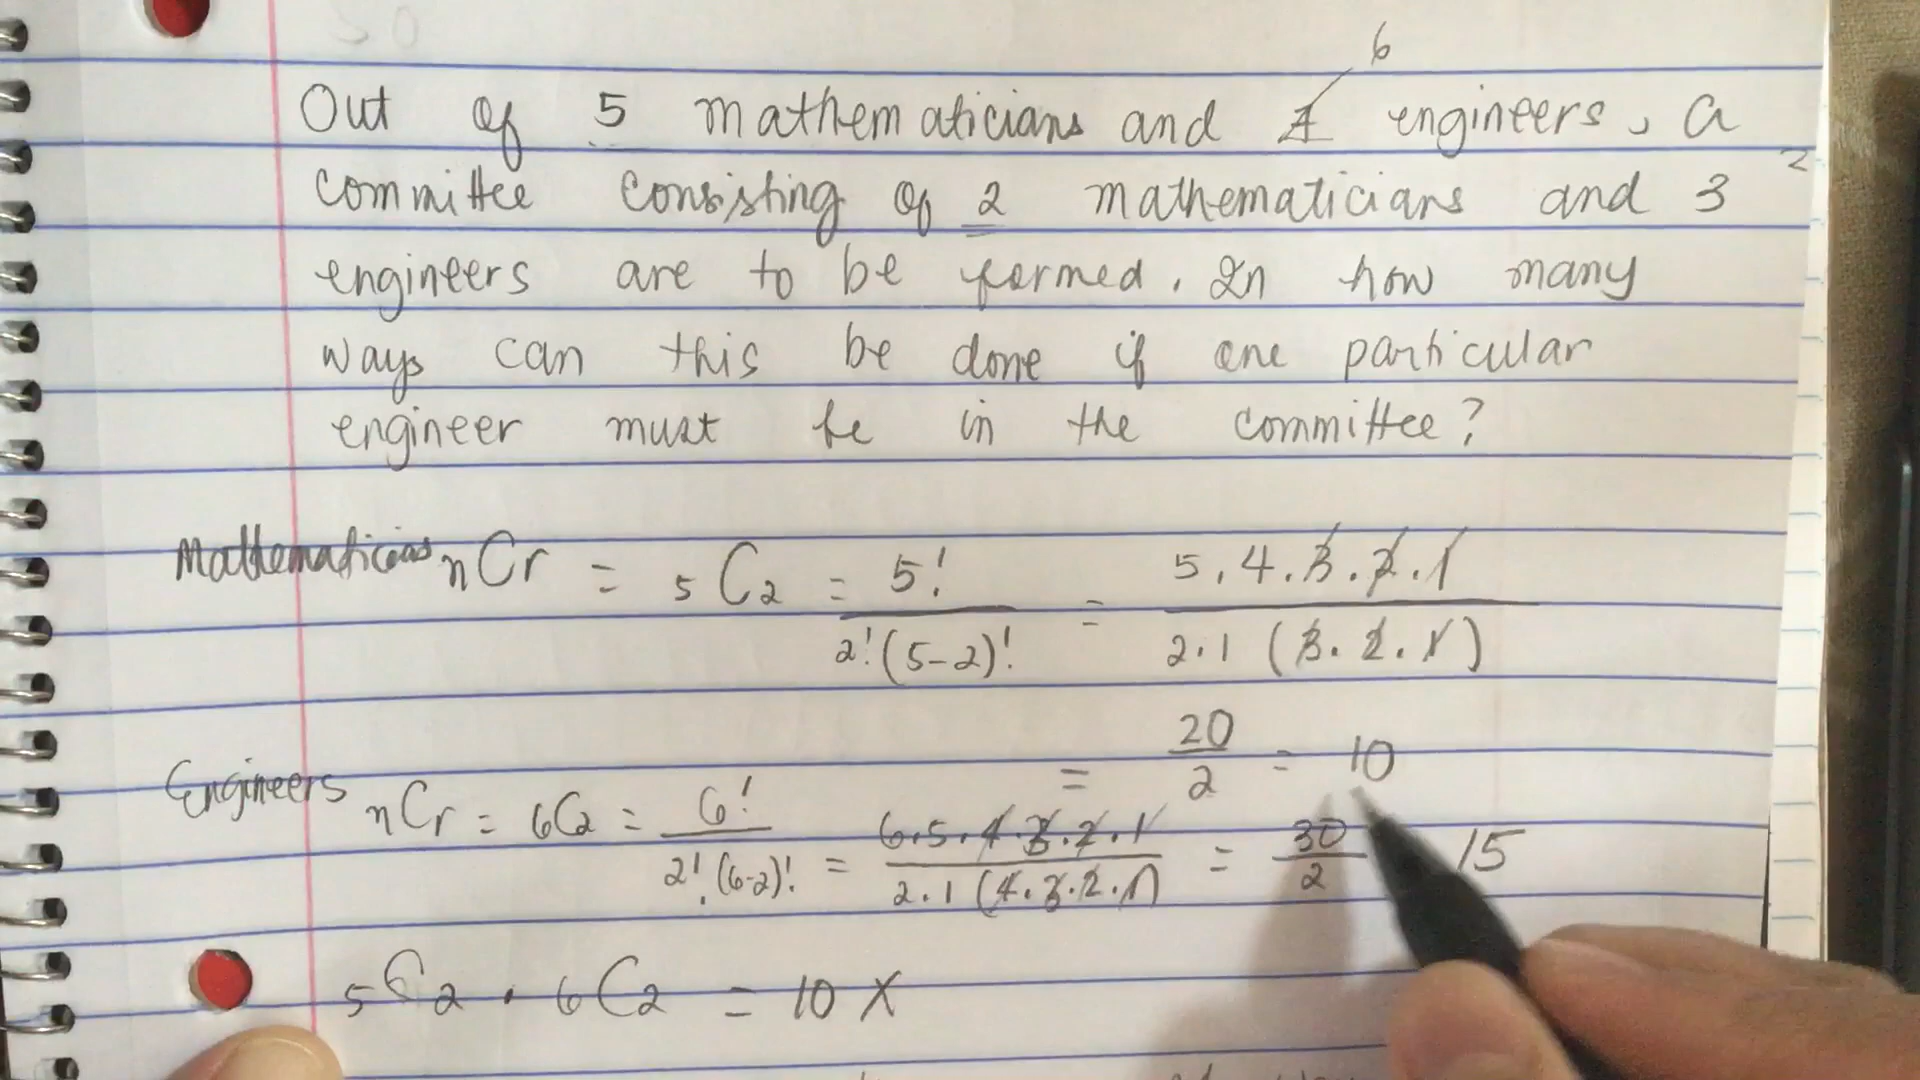 6
Out of 5 mathematicians and 7 engineers, a
2
committee consisting of 2 mathematicians and 3
engineers are to be formed. In how many
ways can this be done if one particular
engineer must be in the committee?
Mathematicians nCr = 5C2 = 5! / 2!(5-2)! = 5.4.3.2.1 / 2.1 (3.2.1)
= 20 / 2 = 10
Engineers nCr = 6C2 = 6! / 2!(6-2)! = 6.5.4.3.2.1 / 2.1 (4.3.2.1) = 30 / 2 15
5C2 . 6C2 = 10 X